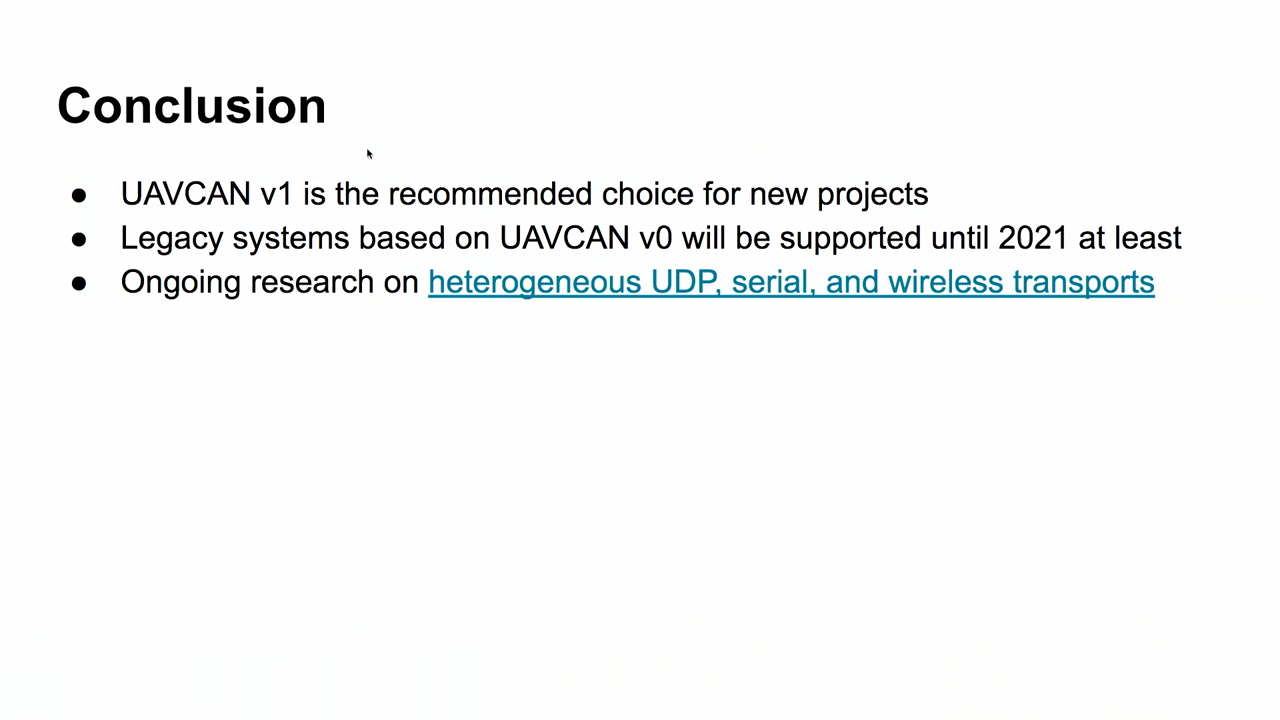 Conclusion
● UAVCAN v1 is the recommended choice for new projects
● Legacy systems based on UAVCAN v0 will be supported until 2021 at least
● Ongoing research on heterogeneous UDP, serial, and wireless transports